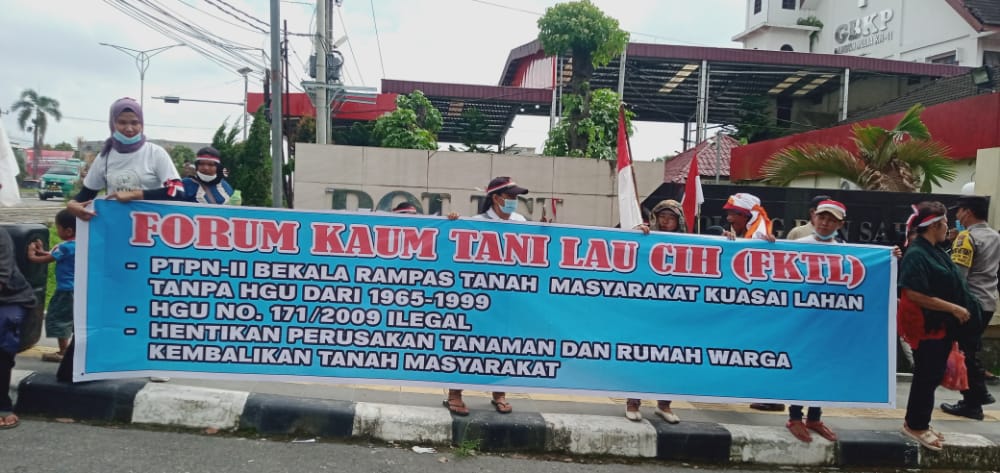 GBKP
FORUM KAUM TANI LAU CIH (FKTL)
- PTPN-II BEKALA RAMPAS TANAH MASYARAKAT KUASAI LAHAN
TANPA HGU DARI 1965-1999
- HGU NO. 171/2009 ILEGAL
- HENTIKAN PERUSAKAN TANAMAN DAN RUMAH WARGA
KEMBALIKAN TANAH MASYARAKAT